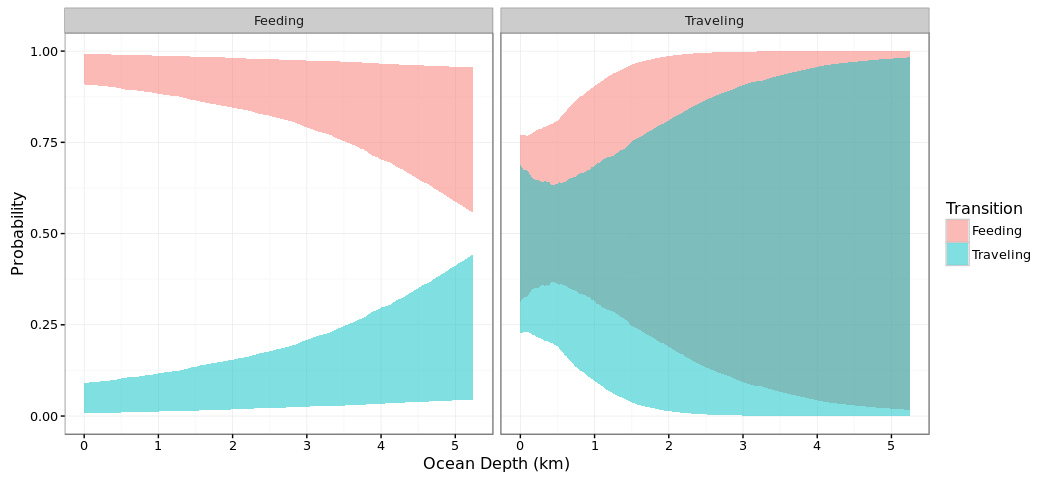 Feeding
Traveling
1.00
0.75
0.50
0.25
0.00
Probability
0 1 2 3 4 5
0 1 2 3 4 5
Ocean Depth (km)
Transition
Feeding
Traveling